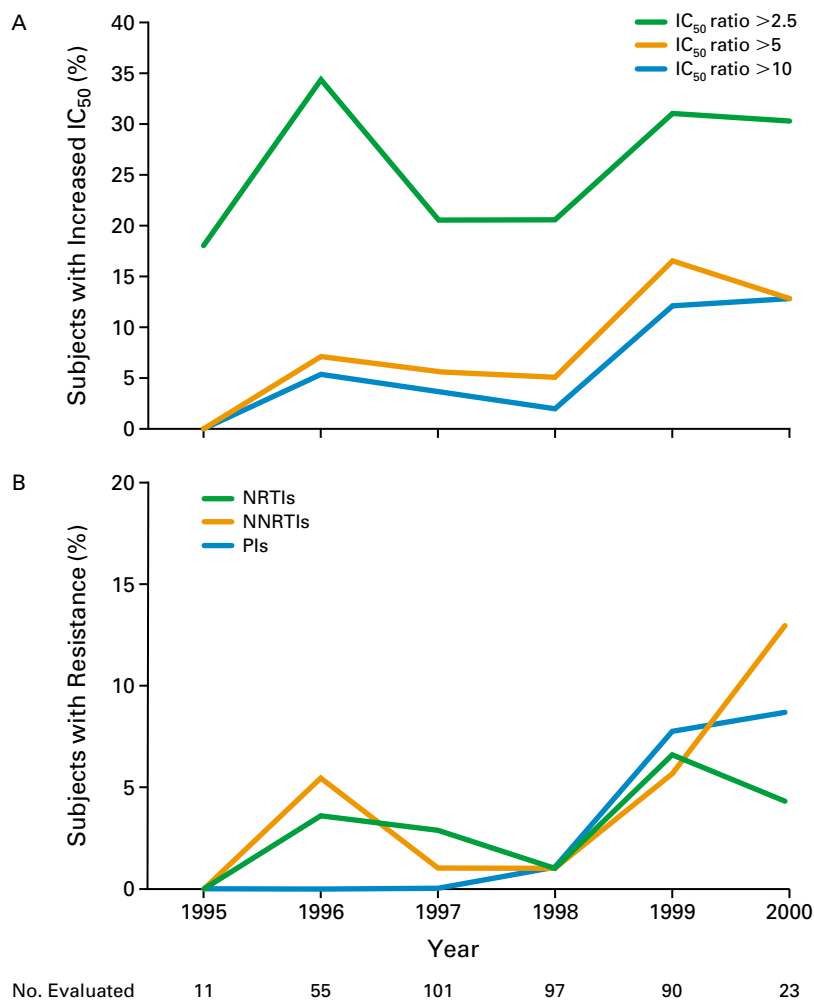 A
Subjects with Increased IC50 (%)
40
35
30
25
20
15
10
5
0
IC50 ratio >2.5
IC50 ratio >5
IC50 ratio >10
B
Subjects with Resistance (%)
20
15
10
5
0
NRTIs
NNRTIs
PIs
1995 1996 1997 1998 1999 2000
Year
No. Evaluated 11 55 101 97 90 23